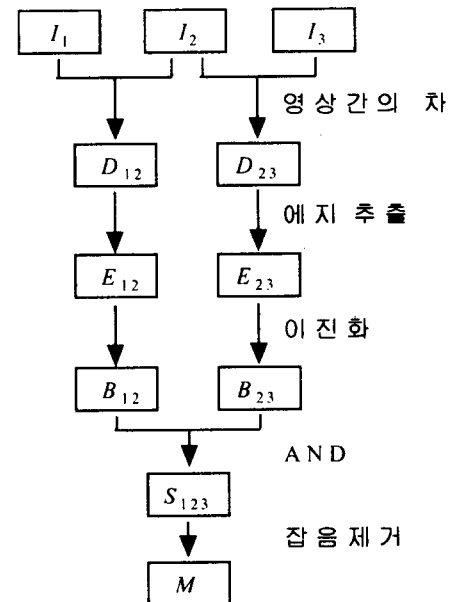 I1 I2 I3
영상간의 차
D12 D23
에지 추출
E12 E23
이진화
B12 B23
AND
S123
잡음제거
M